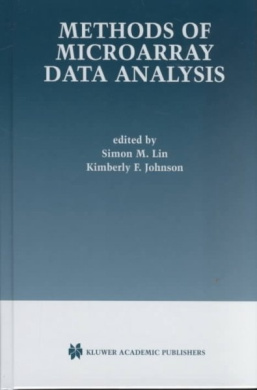 METHODS OF
MICROARRAY
DATA ANALYSIS
edited by
Simon M. Lin
Kimberly F. Johnson
KLUWER ACADEMIC PUBLISHERS